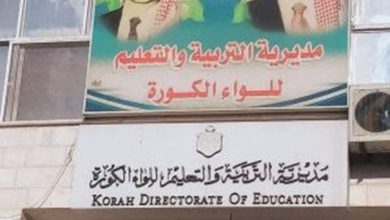 مديرية التربية والتعليم
للواء الكورة
مديرية التربية والتعليم للواء الكورة
KORAH DIRECTORATE OF EDUCATION